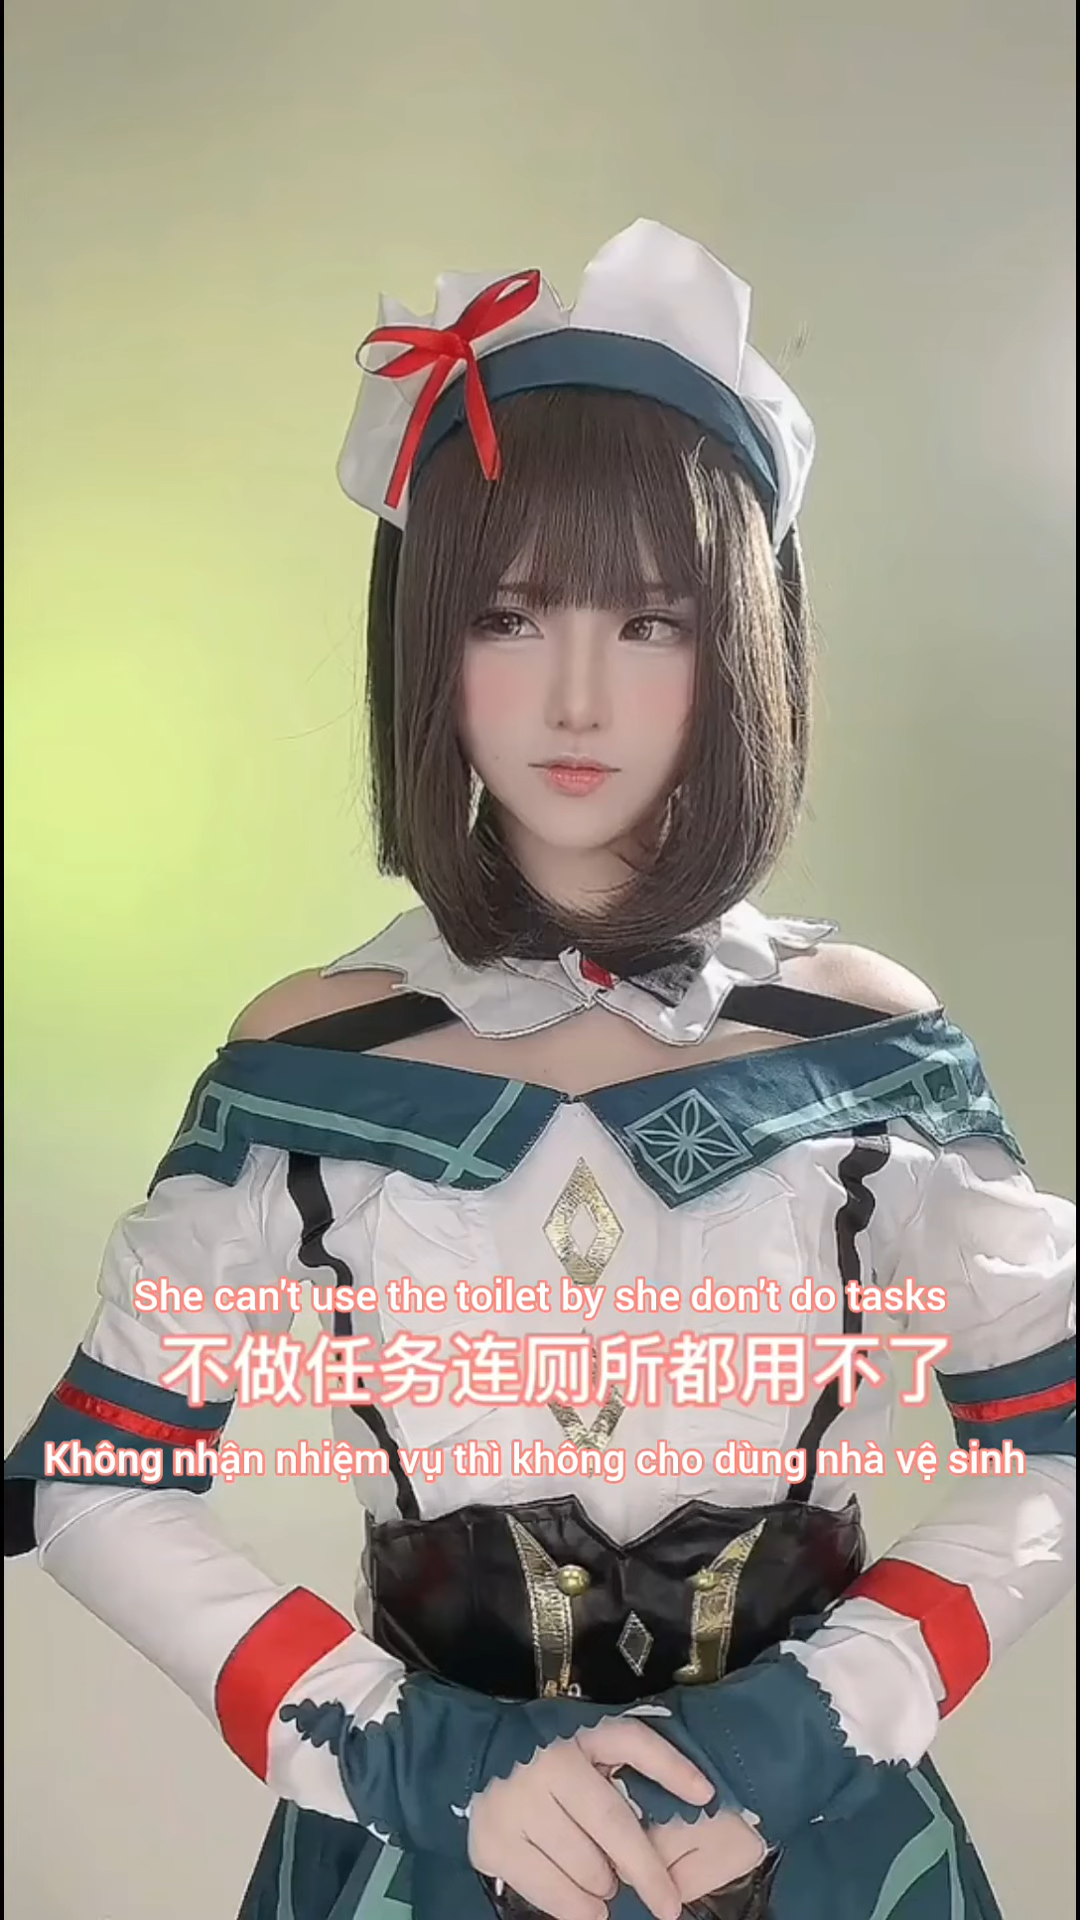 She can't use the toilet by she don't do tasks
不做任务连厕所都用不了
Không nhận nhiệm vụ thì không cho dùng nhà vệ sinh